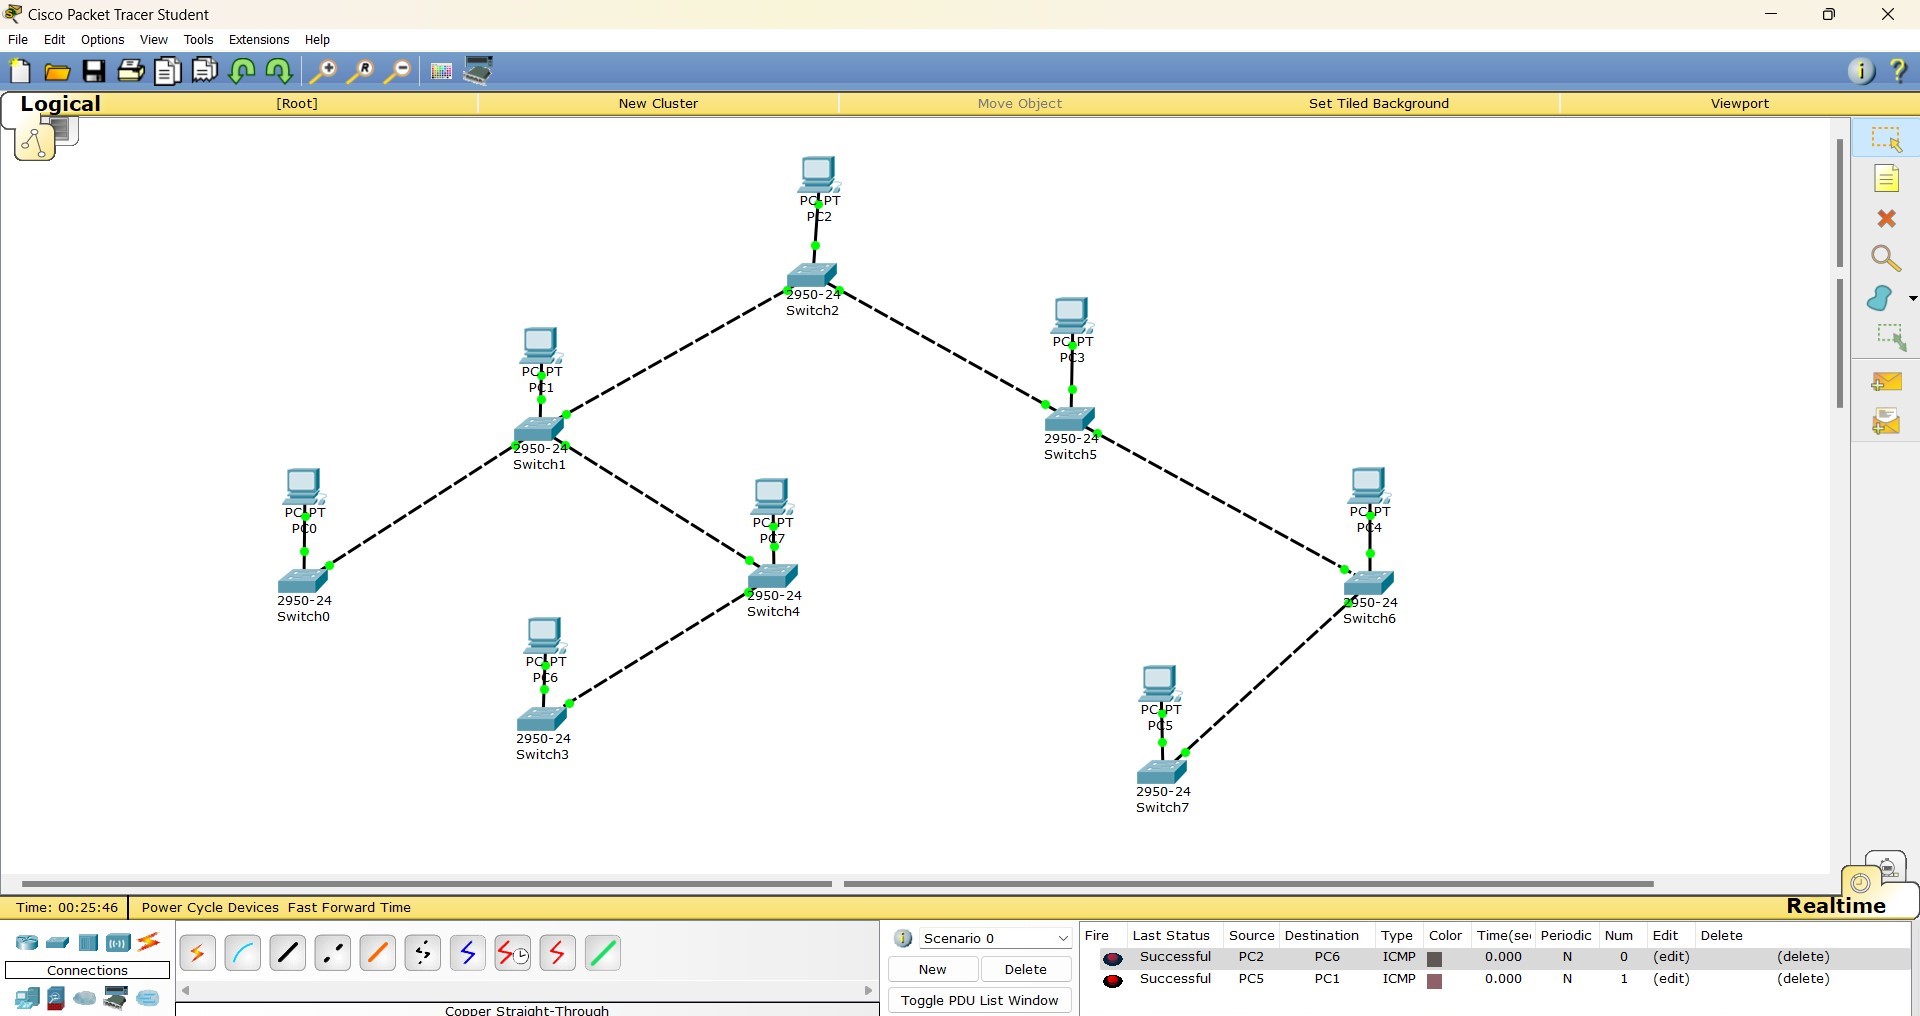 Cisco Packet Tracer Student
File Edit Options View Tools Extensions Help
Logical [Root] New Cluster Move Object Set Tiled Background Viewport
PC-PT
PC2
2950-24
Switch2
PC-PT
PC3
PC-PT
PC1
2950-24
Switch5
2950-24
Switch1
PC-PT
PC0
PC-PT
PC7
PC-PT
PC4
2950-24
Switch0
2950-24
Switch4
2950-24
Switch6
PC-PT
PC6
PC-PT
PC5
2950-24
Switch3
2950-24
Switch7
Time: 00:25:46 Power Cycle Devices Fast Forward Time Realtime
Connections
Copper Straight-Through
Scenario 0
New Delete
Toggle PDU List Window
Fire Last Status Source Destination Type Color Time(se Periodic Num Edit Delete
Successful PC2 PC6 ICMP 0.000 N 0 (edit) (delete)
Successful PC5 PC1 ICMP 0.000 N 1 (edit) (delete)